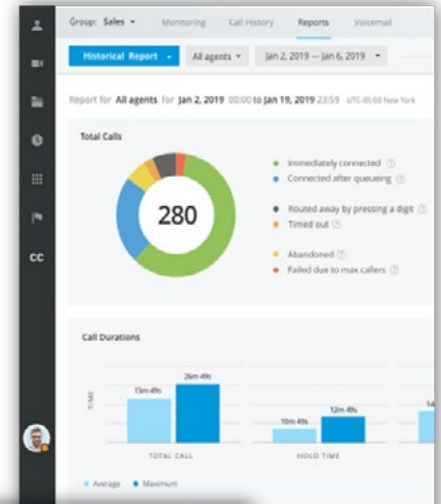 Group: Sales Monitoring Call History Reports Voicemail
Historical Report All agents Jan 2, 2019 — Jan 6, 2019
Report for All agents for Jan 2, 2019 00:00 to Jan 19, 2019 23:59 UTC-05:00 New York
Total Calls
280
Immediately connected
Connected after queueing
Routed away by pressing a digit
Timed out
Abandoned
Failed due to max callers
CC
Call Durations
TIME
15m 49s
26m 49s
10m 49s
12m 49s
14
TOTAL CALL HOLD TIME
Average Maximum